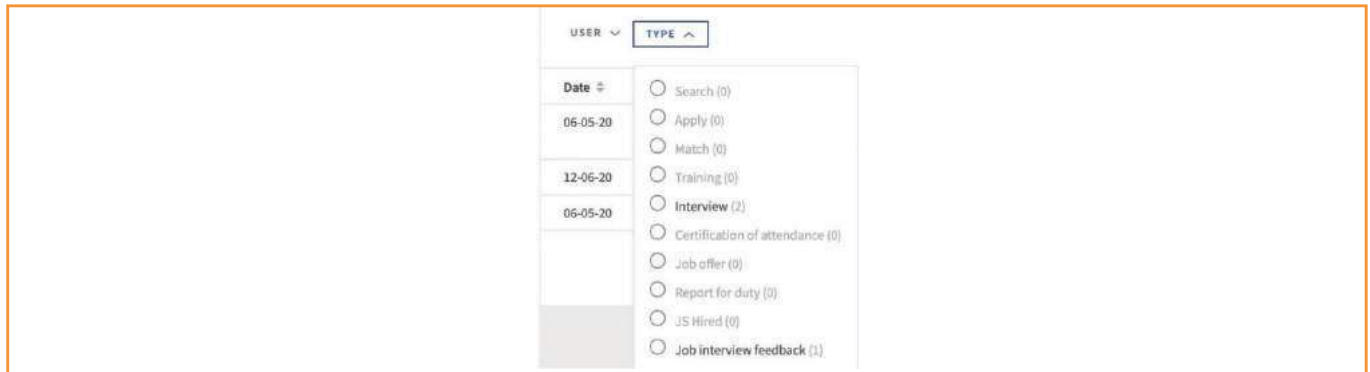 USER TYPE
Date
06-05-20
12-06-20
06-05-20
Search (0)
Apply (0)
Match (0)
Training (0)
Interview (2)
Certification of attendance (0)
Job offer (0)
Report for duty (0)
JS Hired (0)
Job interview feedback (1)